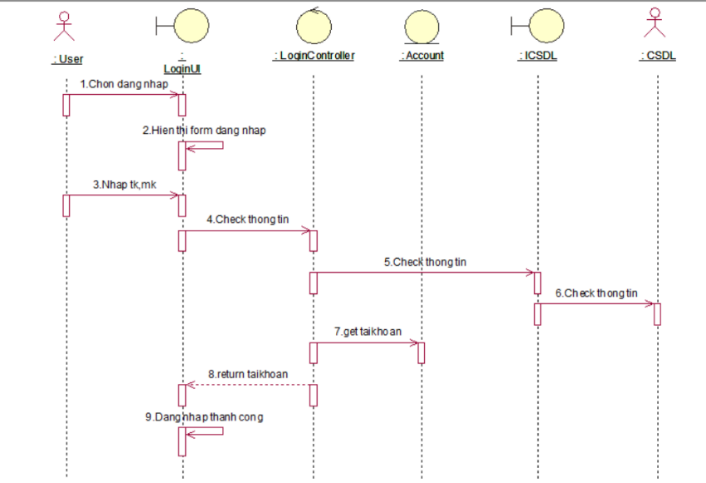 : User
:
LoginUI
: LoginController
: Account
: ICSDL
: CSDL
1.Chon dang nhap
2.Hien thi form dang nhap
3.Nhap tk,mk
4.Check thong tin
5.Check thong tin
6.Check thong tin
7.get taikhoan
8.return taikhoan
9.Dang nhap thanh cong